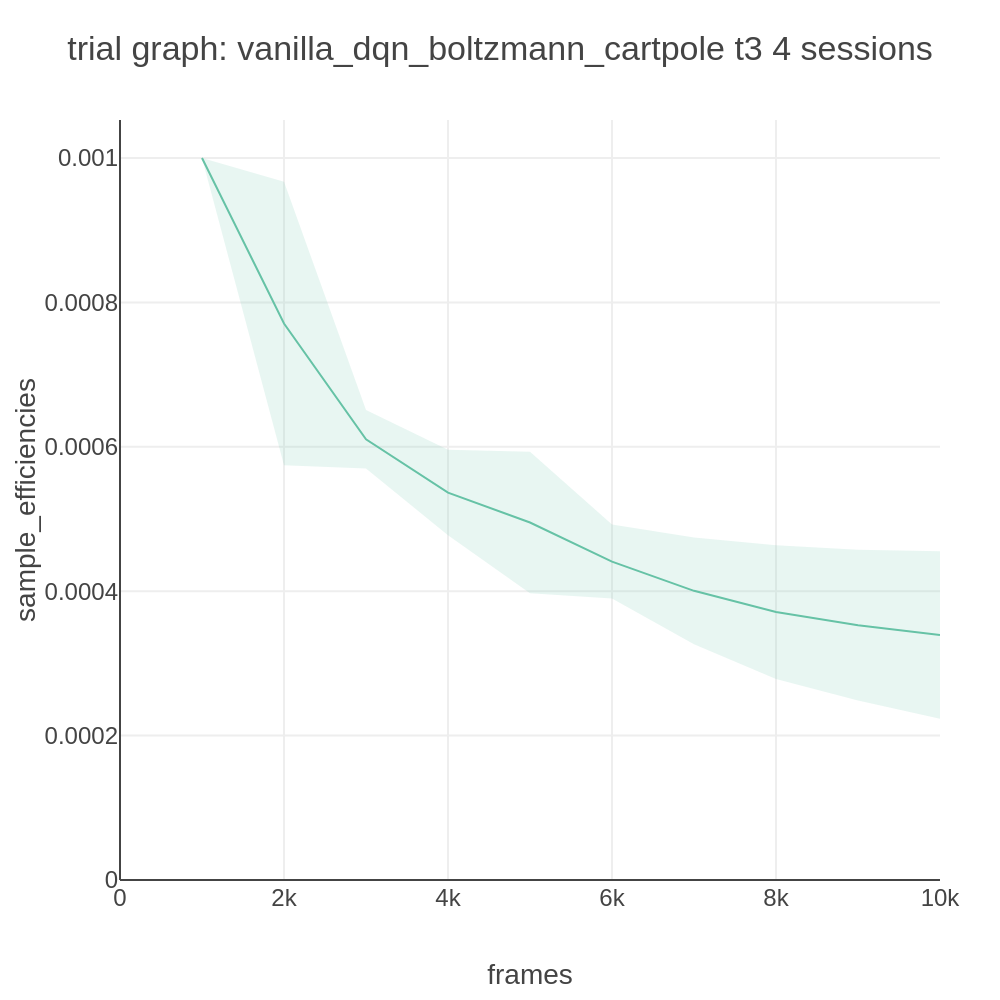 trial graph: vanilla_dqn_boltzmann_cartpole t3 4 sessions
sample_efficiencies
0.001
0.0008
0.0006
0.0004
0.0002
0
0 2k 4k 6k 8k 10k
frames